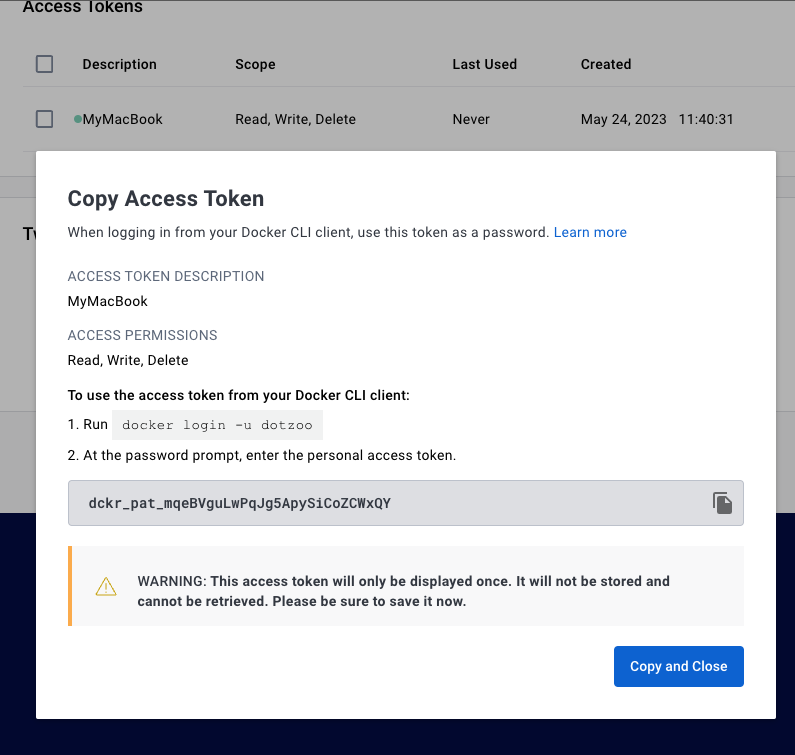 Access Tokens
Description Scope Last Used Created
MyMacBook Read, Write, Delete Never May 24, 2023 11:40:31
Copy Access Token
When logging in from your Docker CLI client, use this token as a password. Learn more
ACCESS TOKEN DESCRIPTION
MyMacBook
ACCESS PERMISSIONS
Read, Write, Delete
To use the access token from your Docker CLI client:
1. Run docker login -u dotzoo
2. At the password prompt, enter the personal access token.
dckr_pat_mqeBVguLwPqJg5ApySiCoZCWxQY
WARNING: This access token will only be displayed once. It will not be stored and
cannot be retrieved. Please be sure to save it now.
Copy and Close